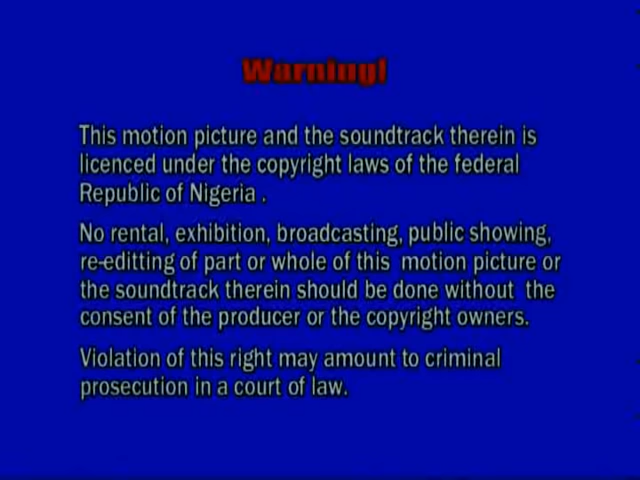 Warning!
This motion picture and the soundtrack therein is
licenced under the copyright laws of the federal
Republic of Nigeria .
No rental, exhibition, broadcasting, public showing,
re-editting of part or whole of this motion picture or
the soundtrack therein should be done without the
consent of the producer or the copyright owners.
Violation of this right may amount to criminal
prosecution in a court of law.